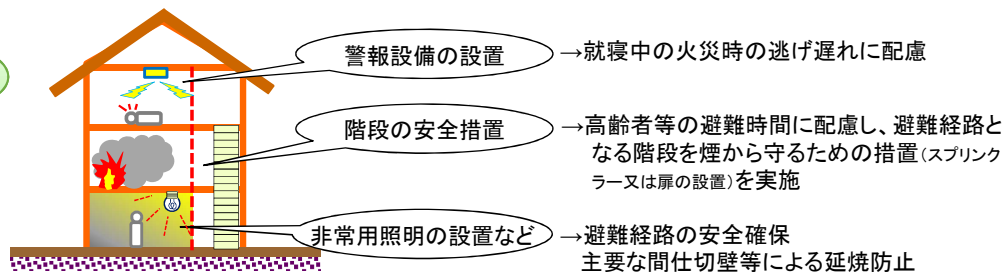 警報設備の設置
→就寝中の火災時の逃げ遅れに配慮
階段の安全措置
→高齢者等の避難時間に配慮し、避難経路と
なる階段を煙から守るための措置(スプリンク
ラー又は扉の設置)を実施
非常用照明の設置など
→避難経路の安全確保
主要な間仕切壁等による延焼防止